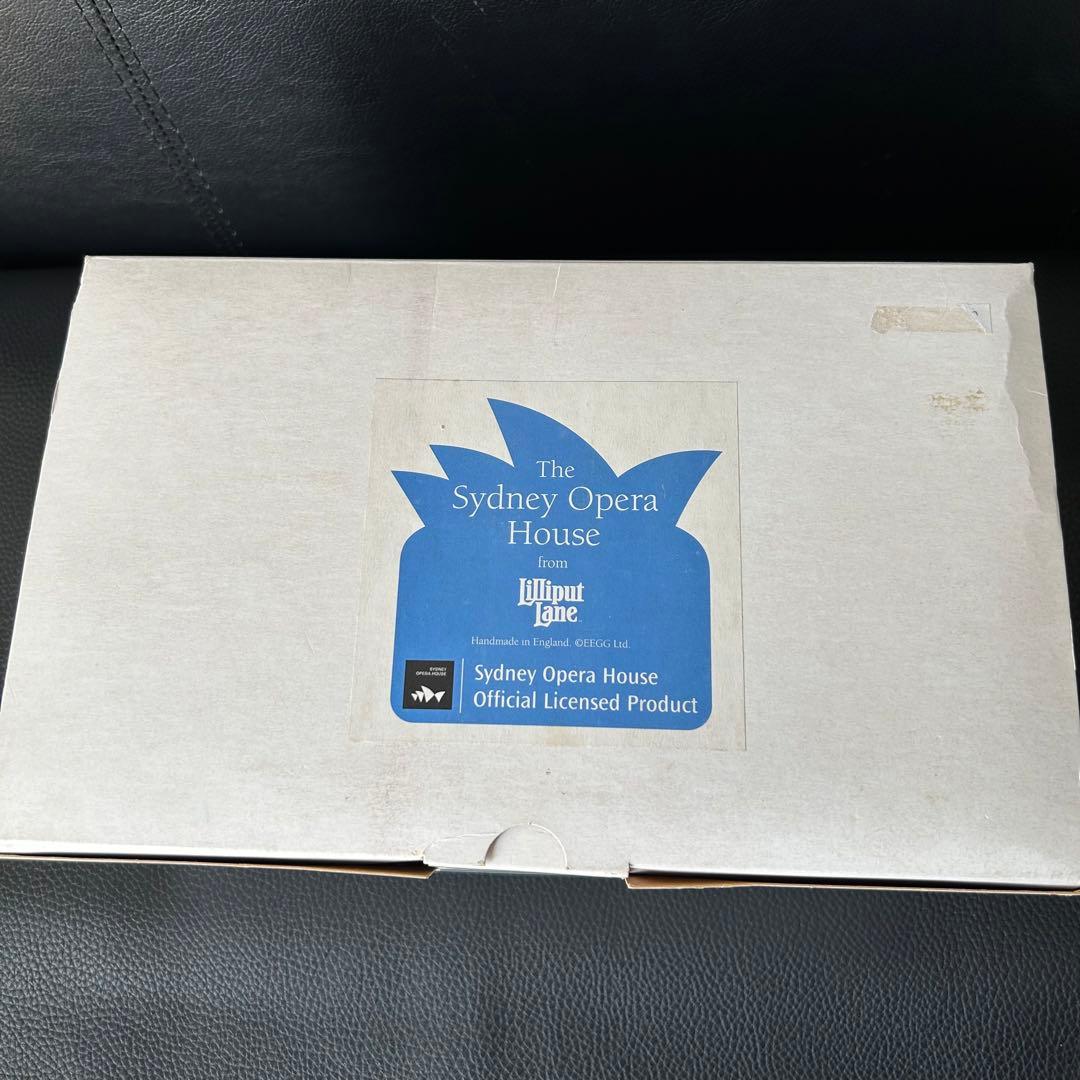 The
Sydney Opera
House
from
Lilliput
Lane™
Handmade in England. ©EEGG Ltd.
SYDNEY
OPERA HOUSE
Sydney Opera House
Official Licensed Product